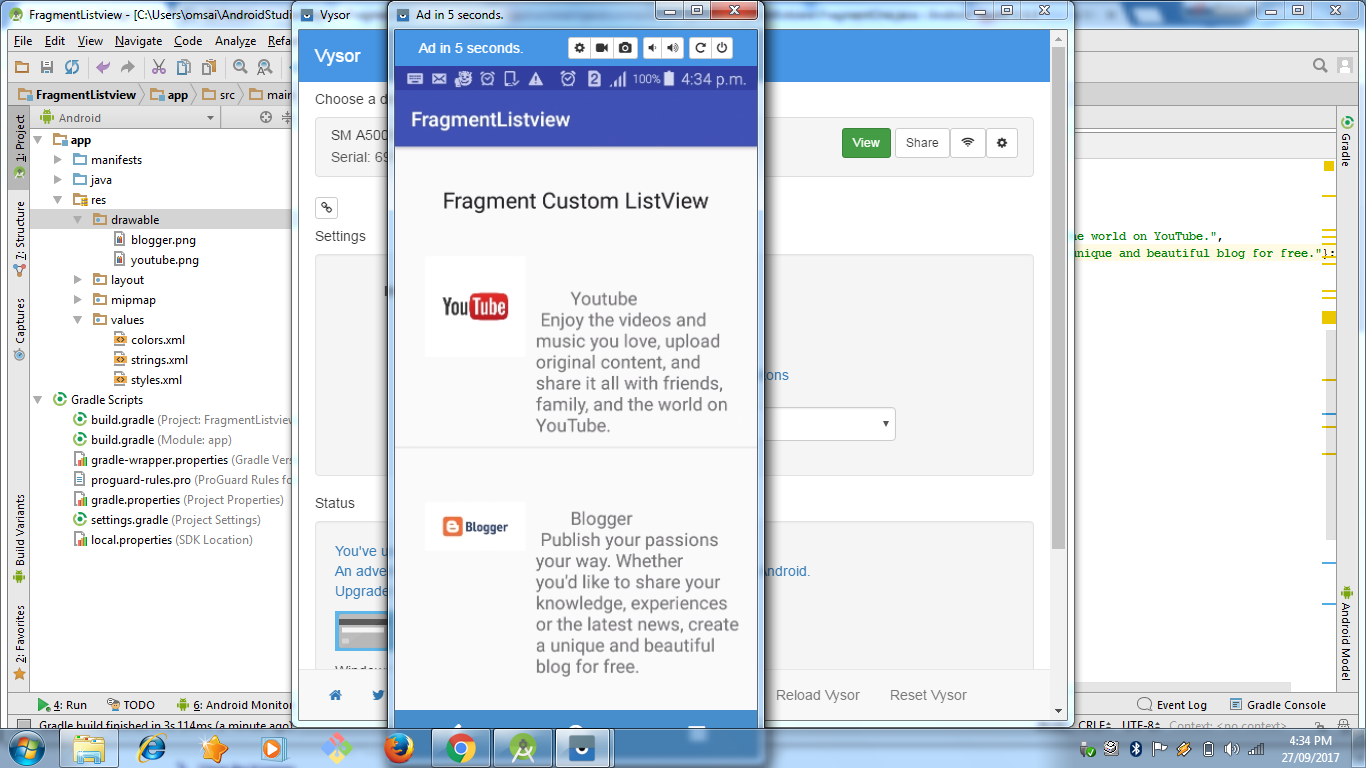 FragmentListview - [C:\Users\omsai\AndroidStudi
File Edit View Navigate Code Analyze Refa
FragmentListview app src main
Android
app
manifests
java
res
drawable
blogger.png
youtube.png
layout
mipmap
values
colors.xml
strings.xml
styles.xml
Gradle Scripts
build.gradle (Project: FragmentListview
build.gradle (Module: app)
gradle-wrapper.properties (Gradle Vers
proguard-rules.pro (ProGuard Rules fo
gradle.properties (Project Properties)
settings.gradle (Project Settings)
local.properties (SDK Location)
1: Project
7: Structure
Captures
Build Variants
2: Favorites
4: Run TODO 6: Android Monitor
Gradle build finished in 3s 114ms (a minute ago)
Vysor
Vysor
Choose a d
SM A500
Serial: 69
View Share
Settings
ons
Status
You've u
An adve
ndroid.
Upgrade
Window
Reload Vysor Reset Vysor
Ad in 5 seconds.
Ad in 5 seconds.
2 100% 4:34 p.m.
FragmentListview
Fragment Custom ListView
YouTube
Youtube
Enjoy the videos and
music you love, upload
original content, and
share it all with friends,
family, and the world on
YouTube.
Blogger
Blogger
Publish your passions
your way. Whether
you'd like to share your
knowledge, experiences
or the latest news, create
a unique and beautiful
blog for free.
e world on YouTube.",
unique and beautiful blog for free."};
Gradle
Android Model
Event Log Gradle Console
CRLF UTF-8 Context: <no context>
4:34 PM
27/09/2017